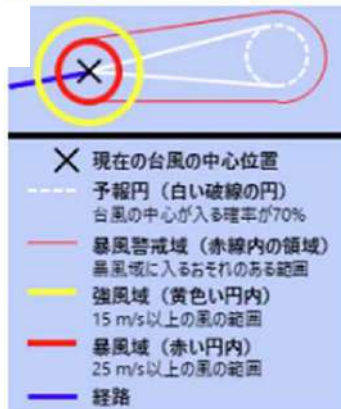 現在の台風の中心位置
予報円（白い破線の円）
台風の中心が入る確率が70%
暴風警戒域（赤線内の領域）
暴風域に入るおそれのある範囲
強風域（黄色い円内）
15 m/s以上の風の範囲
暴風域（赤い円内）
25 m/s以上の風の範囲
経路